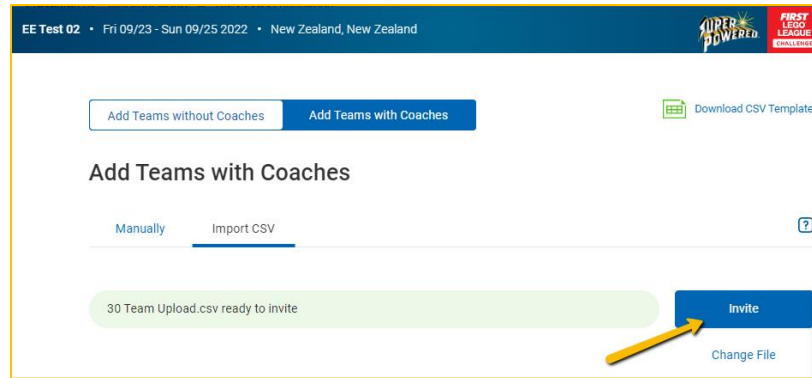 EE Test 02 • Fri 09/23 - Sun 09/25 2022 • New Zealand, New Zealand
SUPER
POWERED
FIRST
LEGO
LEAGUE
CHALLENGE
Add Teams without Coaches
Add Teams with Coaches
Download CSV Template
Add Teams with Coaches
Manually
Import CSV
?
30 Team Upload.csv ready to invite
Invite
Change File